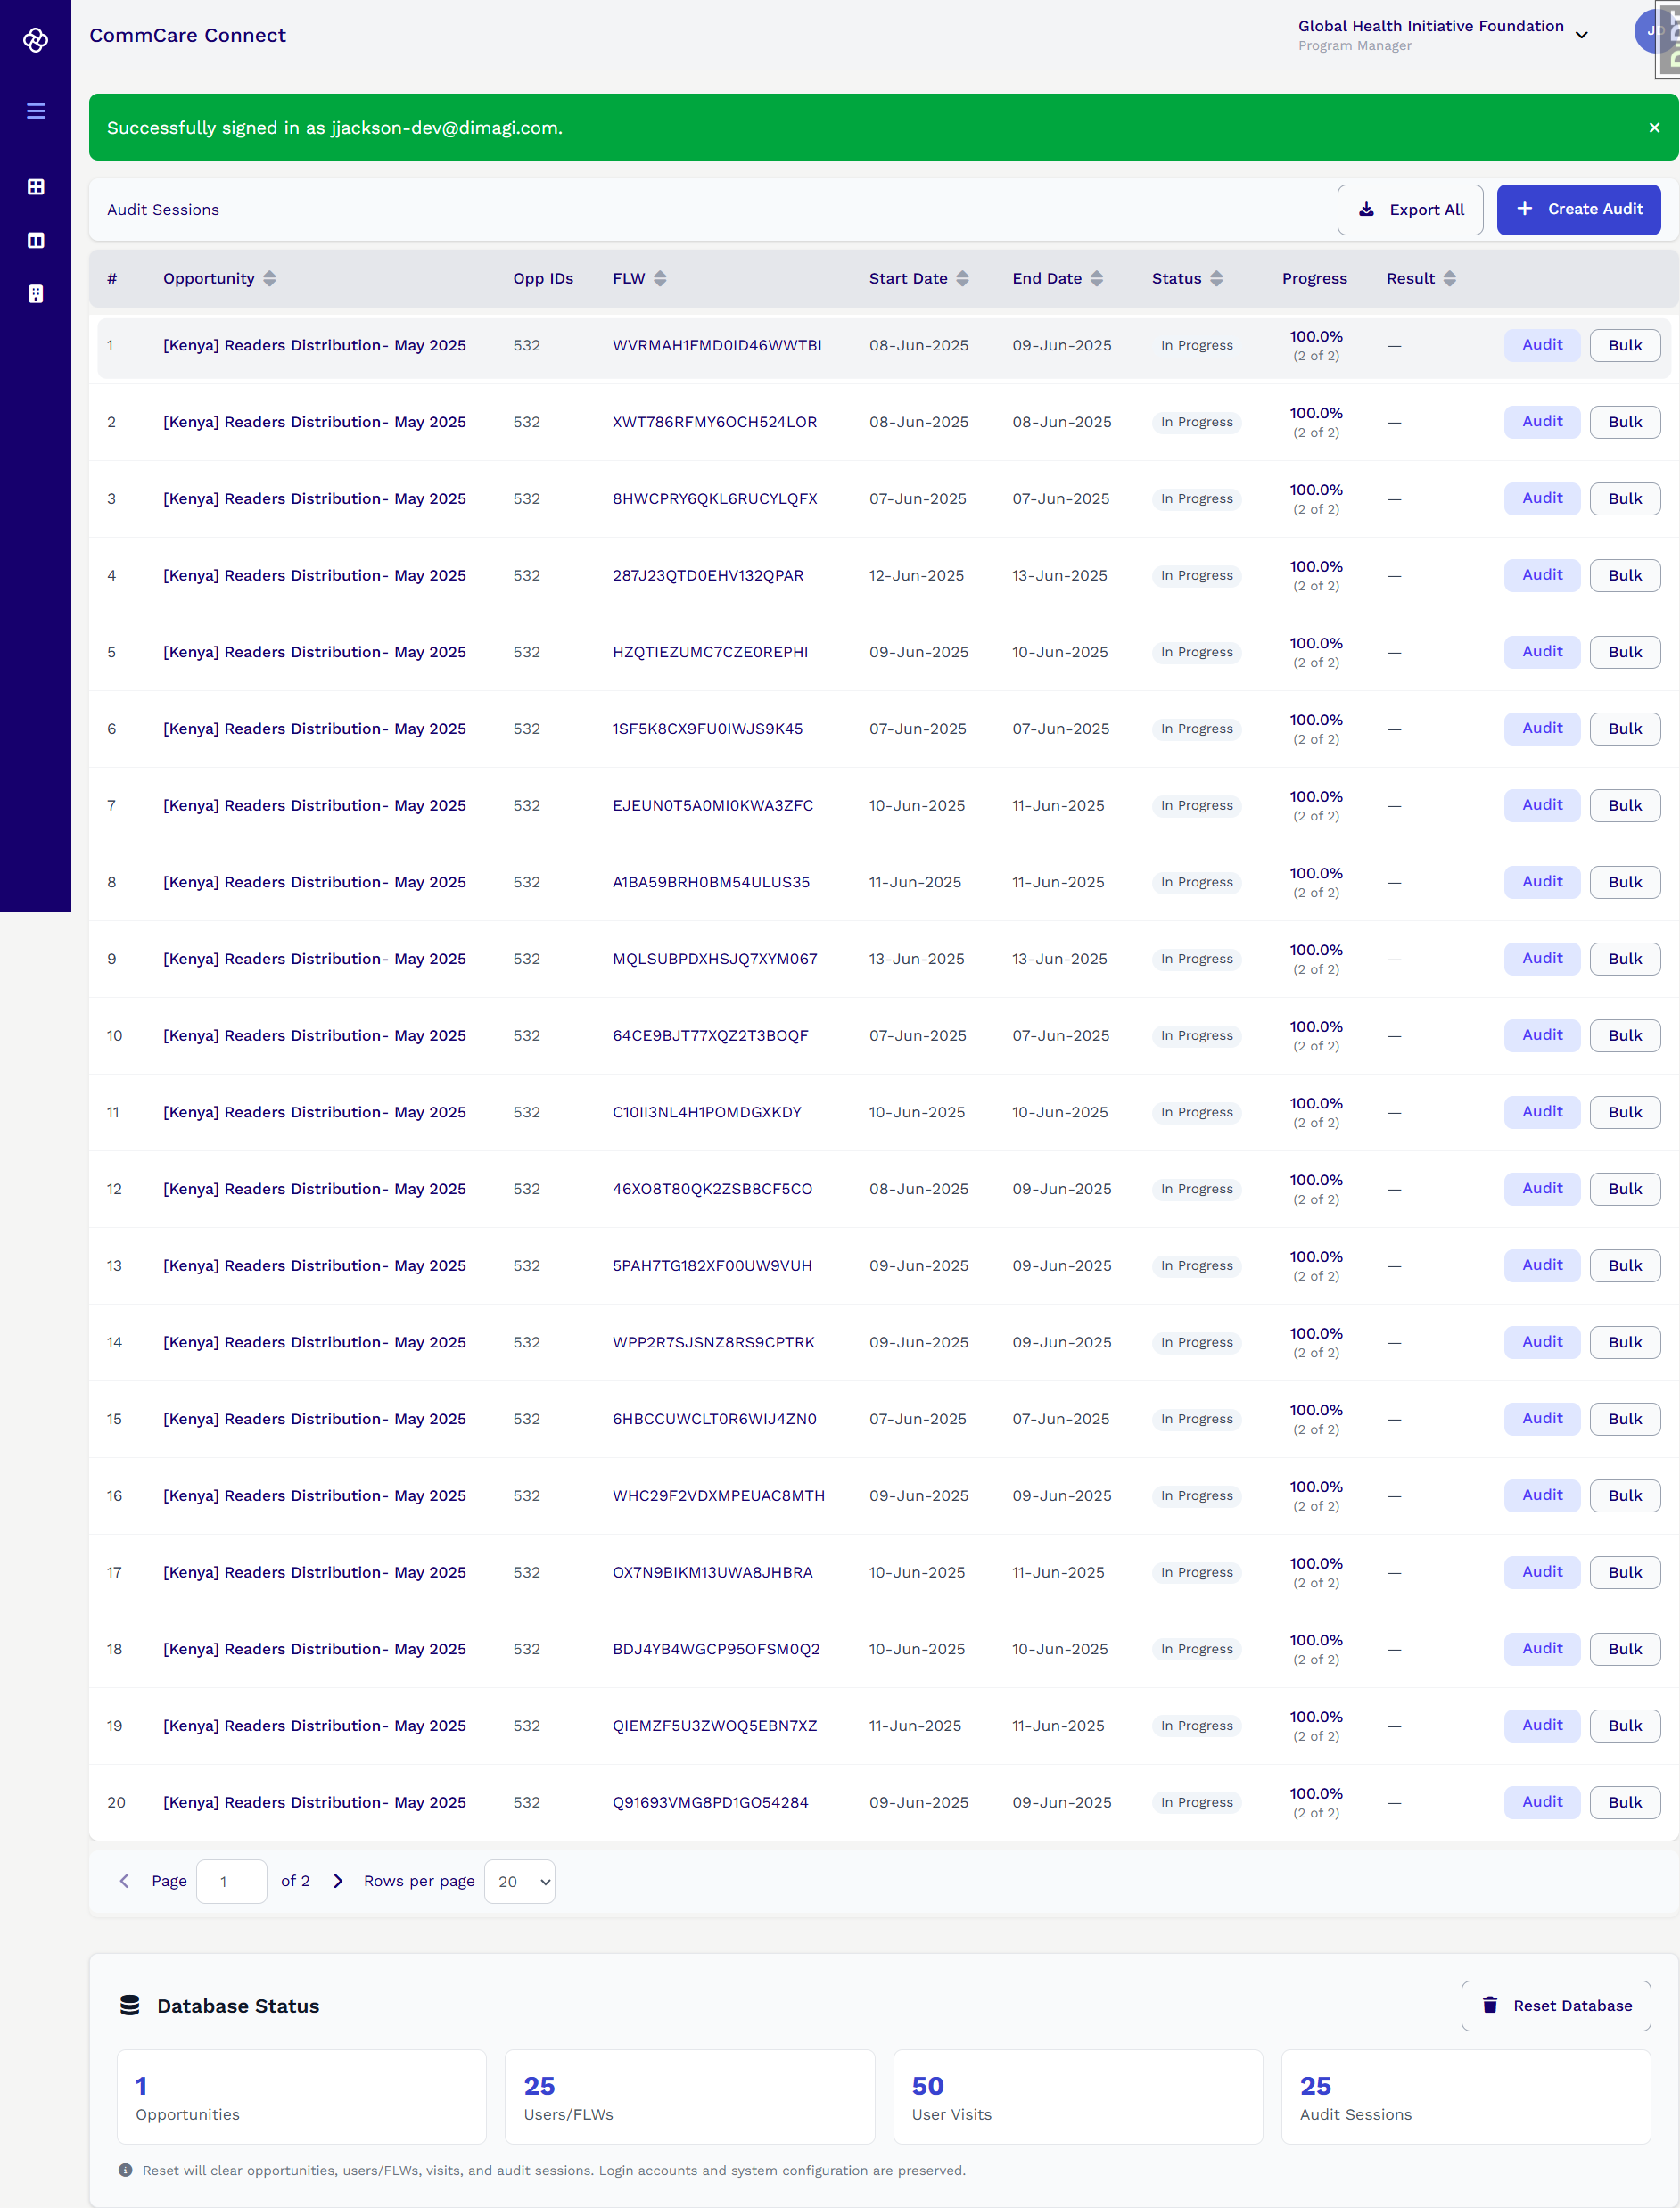 CommCare Connect
Global Health Initiative Foundation
Program Manager
Successfully signed in as jjackson-dev@dimagi.com.
Audit Sessions
Export All
Create Audit
# Opportunity Opp IDs FLW Start Date End Date Status Progress Result
1 [Kenya] Readers Distribution- May 2025 532 WVRMAH1FMD0ID46WWTBI 08-Jun-2025 09-Jun-2025 In Progress 100.0% (2 of 2) — Audit Bulk
2 [Kenya] Readers Distribution- May 2025 532 XWT786RFMY6OCH524LOR 08-Jun-2025 08-Jun-2025 In Progress 100.0% (2 of 2) — Audit Bulk
3 [Kenya] Readers Distribution- May 2025 532 8HWCPRY6QKL6RUCYLQFX 07-Jun-2025 07-Jun-2025 In Progress 100.0% (2 of 2) — Audit Bulk
4 [Kenya] Readers Distribution- May 2025 532 287J23QTD0EHV132QPAR 12-Jun-2025 13-Jun-2025 In Progress 100.0% (2 of 2) — Audit Bulk
5 [Kenya] Readers Distribution- May 2025 532 HZQTIEZUMC7CZE0REPHI 09-Jun-2025 10-Jun-2025 In Progress 100.0% (2 of 2) — Audit Bulk
6 [Kenya] Readers Distribution- May 2025 532 1SF5K8CX9FU0IWJS9K45 07-Jun-2025 07-Jun-2025 In Progress 100.0% (2 of 2) — Audit Bulk
7 [Kenya] Readers Distribution- May 2025 532 EJEUN0T5A0MI0KWA3ZFC 10-Jun-2025 11-Jun-2025 In Progress 100.0% (2 of 2) — Audit Bulk
8 [Kenya] Readers Distribution- May 2025 532 A1BA59BRH0BM54ULUS35 11-Jun-2025 11-Jun-2025 In Progress 100.0% (2 of 2) — Audit Bulk
9 [Kenya] Readers Distribution- May 2025 532 MQLSUBPDXHSJQ7XYM067 13-Jun-2025 13-Jun-2025 In Progress 100.0% (2 of 2) — Audit Bulk
10 [Kenya] Readers Distribution- May 2025 532 64CE9BJT77XQZ2T3BOQF 07-Jun-2025 07-Jun-2025 In Progress 100.0% (2 of 2) — Audit Bulk
11 [Kenya] Readers Distribution- May 2025 532 C10II3NL4H1POMDGXKDY 10-Jun-2025 10-Jun-2025 In Progress 100.0% (2 of 2) — Audit Bulk
12 [Kenya] Readers Distribution- May 2025 532 46XO8T80QK2ZSB8CF5CO 08-Jun-2025 09-Jun-2025 In Progress 100.0% (2 of 2) — Audit Bulk
13 [Kenya] Readers Distribution- May 2025 532 5PAH7TG182XF00UW9VUH 09-Jun-2025 09-Jun-2025 In Progress 100.0% (2 of 2) — Audit Bulk
14 [Kenya] Readers Distribution- May 2025 532 WPP2R7SJSNZ8RS9CPTRK 09-Jun-2025 09-Jun-2025 In Progress 100.0% (2 of 2) — Audit Bulk
15 [Kenya] Readers Distribution- May 2025 532 6HBCCUWCLT0R6WIJ4ZN0 07-Jun-2025 07-Jun-2025 In Progress 100.0% (2 of 2) — Audit Bulk
16 [Kenya] Readers Distribution- May 2025 532 WHC29F2VDXMPEUAC8MTH 09-Jun-2025 09-Jun-2025 In Progress 100.0% (2 of 2) — Audit Bulk
17 [Kenya] Readers Distribution- May 2025 532 OX7N9BIKM13UWA8JHBRA 10-Jun-2025 11-Jun-2025 In Progress 100.0% (2 of 2) — Audit Bulk
18 [Kenya] Readers Distribution- May 2025 532 BDJ4YB4WGCP95OFSM0Q2 10-Jun-2025 10-Jun-2025 In Progress 100.0% (2 of 2) — Audit Bulk
19 [Kenya] Readers Distribution- May 2025 532 QIEMZF5U3ZWOQ5EBN7XZ 11-Jun-2025 11-Jun-2025 In Progress 100.0% (2 of 2) — Audit Bulk
20 [Kenya] Readers Distribution- May 2025 532 Q91693VMG8PD1GO54284 09-Jun-2025 09-Jun-2025 In Progress 100.0% (2 of 2) — Audit Bulk
Page 1 of 2 Rows per page 20
Database Status
Reset Database
1
Opportunities
25
Users/FLWs
50
User Visits
25
Audit Sessions
Reset will clear opportunities, users/FLWs, visits, and audit sessions. Login accounts and system configuration are preserved.